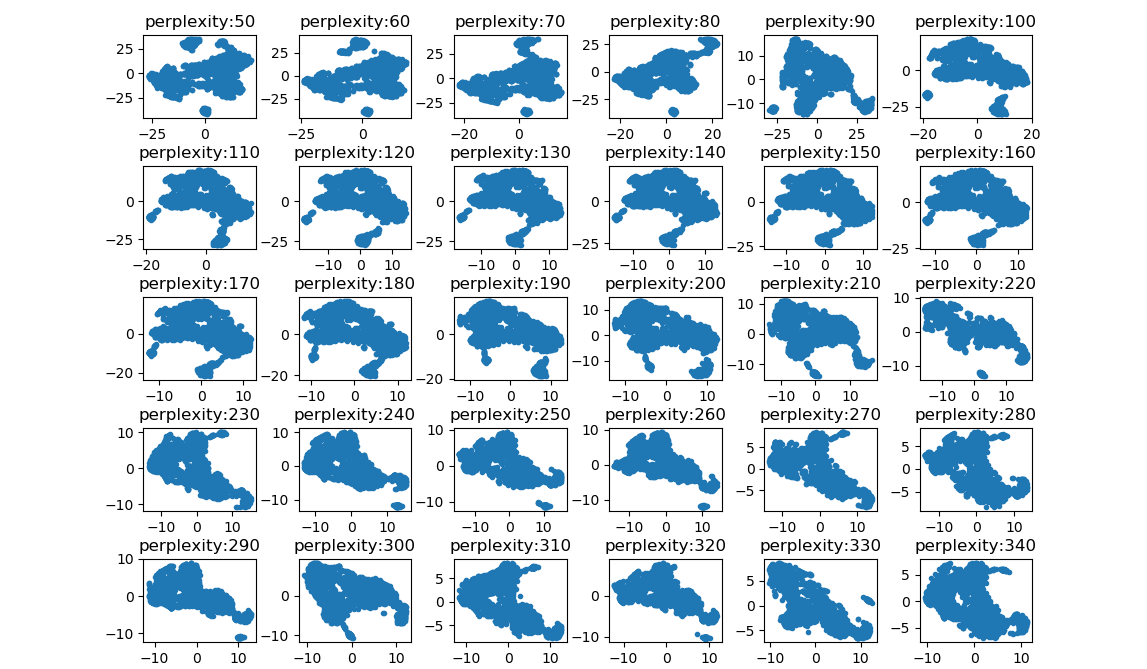 perplexity:50 perplexity:60 perplexity:70 perplexity:80 perplexity:90 perplexity:100
25 0 −25 25 0 −25 25 0 −25 25 0 −25 10 0 −10 0 −25
−25 0 −25 0 −25 0 −20 0 20 −25 0 25 −20 0 20
perplexity:110 perplexity:120 perplexity:130 perplexity:140 perplexity:150 perplexity:160
0 −25 0 −25 0 −25 0 −25 0 −25 0 −25
−20 0 −10 0 10 −10 0 10 −10 0 10 −10 0 10 −10 0 10
perplexity:170 perplexity:180 perplexity:190 perplexity:200 perplexity:210 perplexity:220
0 −20 0 −20 0 −20 10 0 −10 10 0 −10 10 0 −10
−10 0 10 −10 0 10 −10 0 10 −10 0 10 −10 0 10 −10 0 10
perplexity:230 perplexity:240 perplexity:250 perplexity:260 perplexity:270 perplexity:280
10 0 −10 10 0 −10 10 0 −10 10 0 −10 5 0 −5 5 0 −5
−10 0 10 −10 0 10 −10 0 10 −10 0 10 −10 0 10 −10 0 10
perplexity:290 perplexity:300 perplexity:310 perplexity:320 perplexity:330 perplexity:340
10 0 −10 0 −10 5 0 −5 0 −10 5 0 −5 5 0 −5
−10 0 10 −10 0 10 −10 0 10 −10 0 10 −10 0 10 −10 0 10